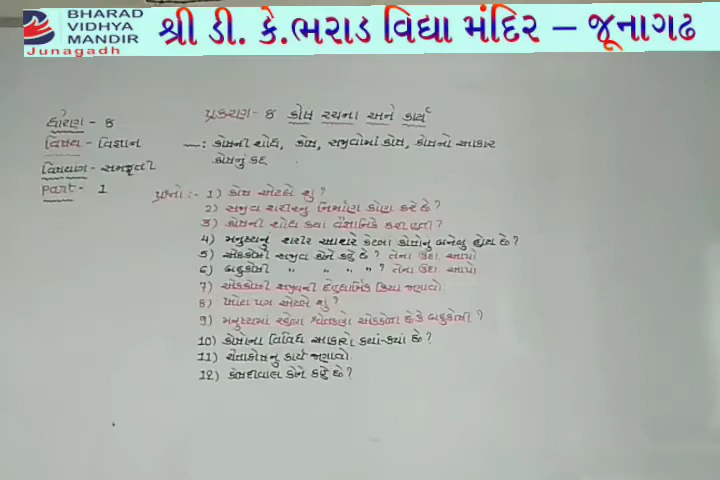 BHARAD
VIDHYA
MANDIR
Junagadh
શ્રી ડી. કે.ભરાડ વિદ્યા મંદિર – જૂનાગઢ
ધોરણ - 8
પ્રકરણ - 8 કોષ રચના અને કાર્ય
વિષય - વિજ્ઞાન
—: કોષની શોધ, કોષ, સજીવોમાં કોષ, કોષનો આકાર
કોષનું કદ
વિષયાંગ - સમજૂતી
Part - 1
પ્રશ્નો :- 1) કોષ એટલે શું ?
2) સજીવ શરીરનું નિર્માણ કોણ કરે છે ?
3) કોષની શોધ કયા વૈજ્ઞાનિકે કરી હતી ?
4) મનુષ્યનું શરીર આશરે કેટલા કોષોનું બનેલું હોય છે ?
5) એકકોષી સજીવ કોને કહે છે ? તેના ઉદા. આપો
6) બહુકોષી " " " " ? તેના ઉદા આપો
7) એકકોષી સજીવની દેહધાર્મિક ક્રિયા જણાવો.
8) ખોટા પગ એટલે શું ?
9) મનુષ્યમાં રહેલા શ્વેતકણો એકકોષી છે કે બહુકોષી ?
10) કોષોના વિવિધ આકારો ક્યાં-ક્યાં છે ?
11) ચેતાકોષનું કાર્ય જણાવો.
12) કોષદીવાલ કોને કહે છે ?